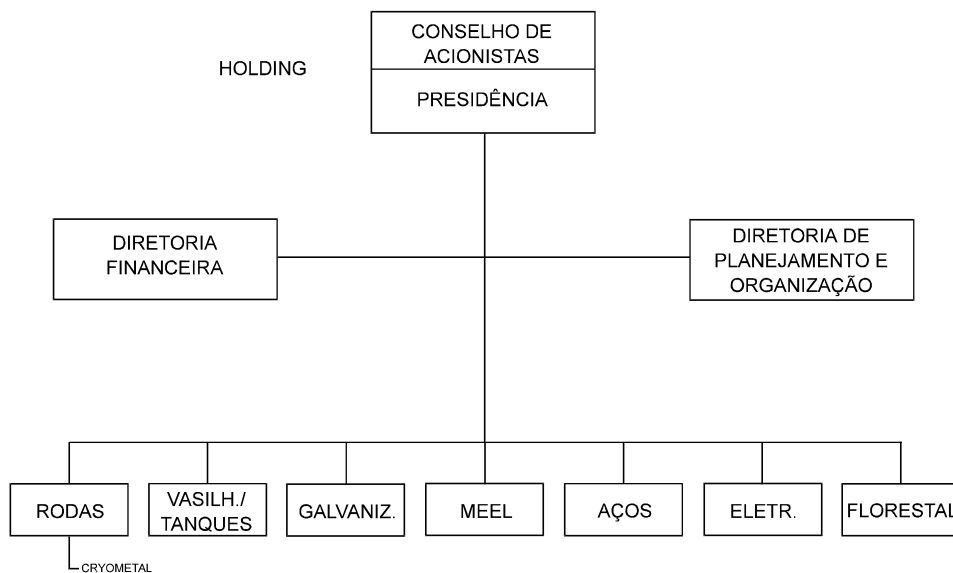 CONSELHO DE
ACIONISTAS
HOLDING
PRESIDÊNCIA
DIRETORIA
FINANCEIRA
DIRETORIA DE
PLANEJAMENTO E
ORGANIZAÇÃO
RODAS
VASILH./
TANQUES
GALVANIZ.
MEEL
AÇOS
ELETR.
FLORESTAL
CRYOMETAL